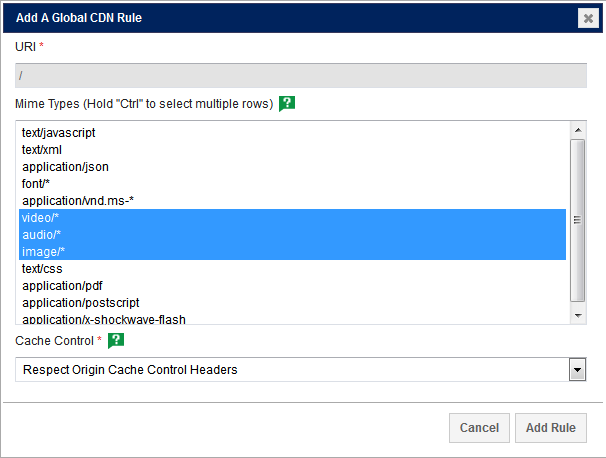 Add A Global CDN Rule
URI *
/
Mime Types (Hold "Ctrl" to select multiple rows) ?
text/javascript
text/xml
application/json
font/*
application/vnd.ms-*
video/*
audio/*
image/*
text/css
application/pdf
application/postscript
application/x-shockwave-flash
Cache Control * ?
Respect Origin Cache Control Headers
Cancel Add Rule